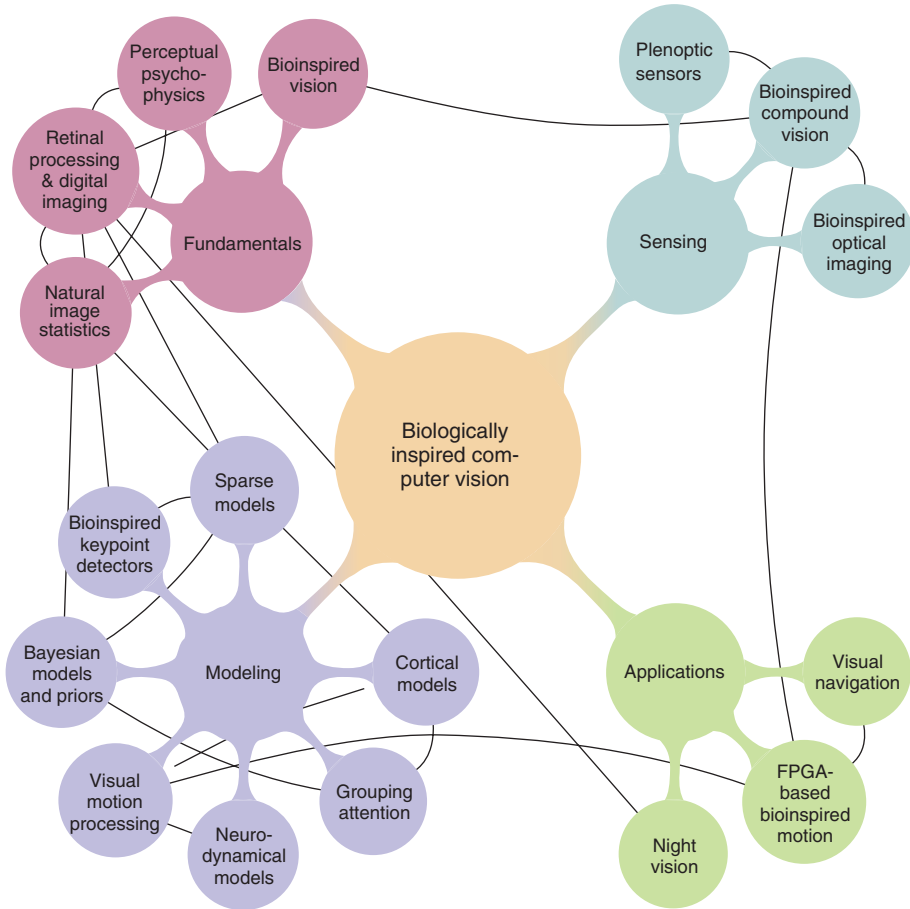 Perceptual
psycho-
physics
Bioinspired
vision
Retinal
processing
& digital
imaging
Fundamentals
Natural
image
statistics
Plenoptic
sensors
Bioinspired
compound
vision
Sensing
Bioinspired
optical
imaging
Biologically
inspired com-
puter vision
Sparse
models
Bioinspired
keypoint
detectors
Bayesian
models
and priors
Modeling
Cortical
models
Visual
motion
processing
Neuro-
dynamical
models
Grouping
attention
Applications
Visual
navigation
FPGA-
based
bioinspired
motion
Night
vision